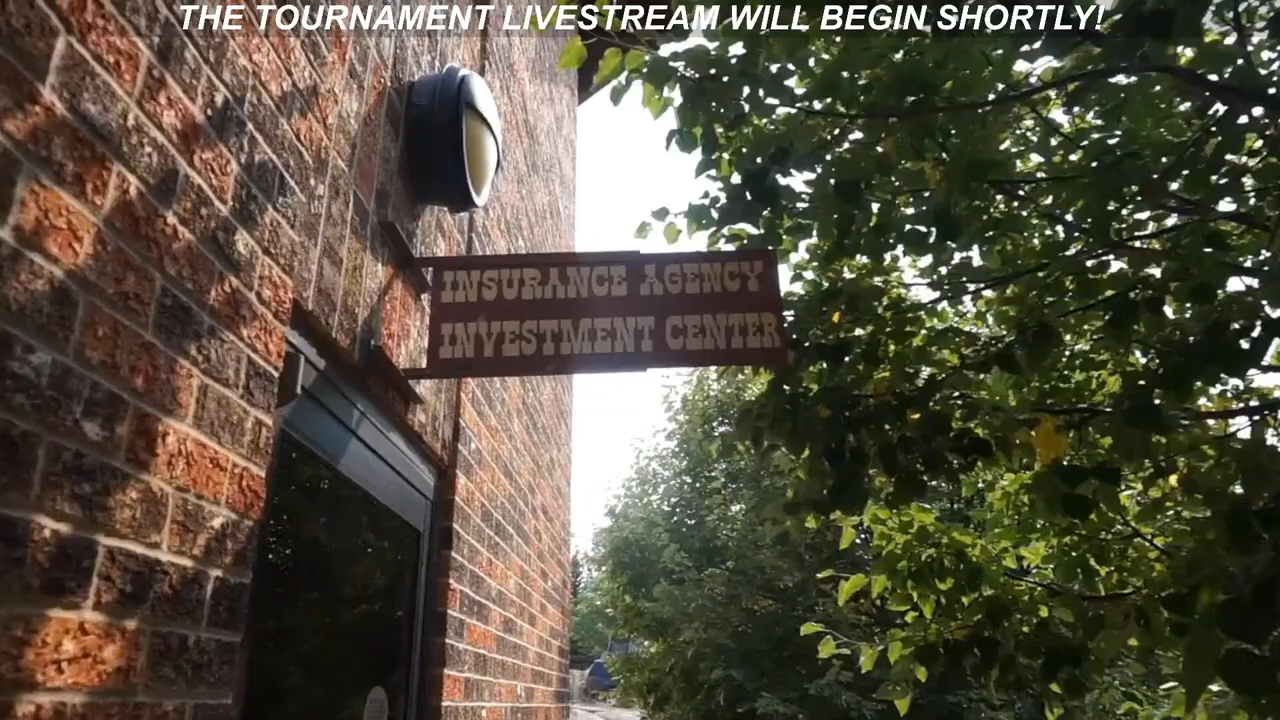 THE TOURNAMENT LIVESTREAM WILL BEGIN SHORTLY!
INSURANCE AGENCY
INVESTMENT CENTER